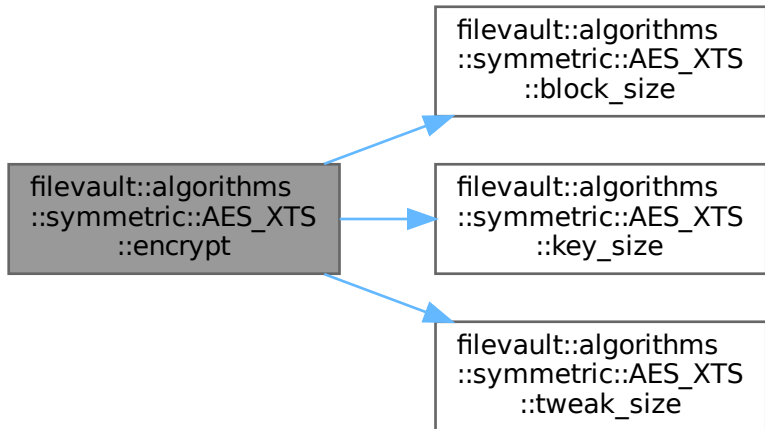 filevault::algorithms
::symmetric::AES_XTS
::block_size
filevault::algorithms
::symmetric::AES_XTS
::encrypt
filevault::algorithms
::symmetric::AES_XTS
::key_size
filevault::algorithms
::symmetric::AES_XTS
::tweak_size